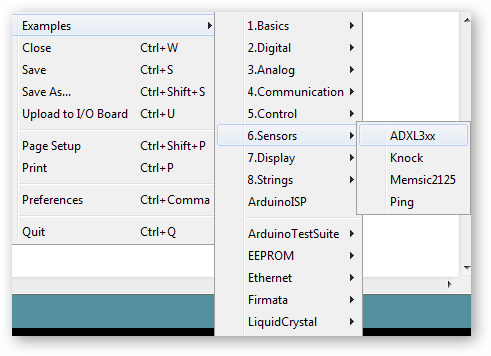 Examples
Close Ctrl+W
Save Ctrl+S
Save As... Ctrl+Shift+S
Upload to I/O Board Ctrl+U
Page Setup Ctrl+Shift+P
Print Ctrl+P
Preferences Ctrl+Comma
Quit Ctrl+Q
1.Basics
2.Digital
3.Analog
4.Communication
5.Control
6.Sensors
7.Display
8.Strings
ArduinoISP
ArduinoTestSuite
EEPROM
Ethernet
Firmata
LiquidCrystal
ADXL3xx
Knock
Memsic2125
Ping